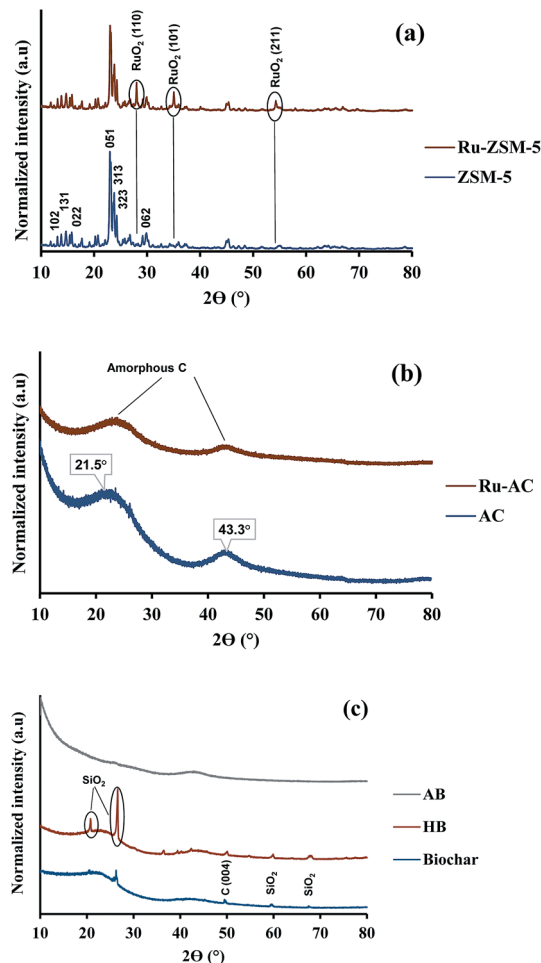 (a)
Normalized intensity (a.u)
RuO2 (110)
RuO2 (101)
RuO2 (211)
102
131
022
051
313
323
062
Ru-ZSM-5
ZSM-5
10 20 30 40 50 60 70 80
2Ɵ (°)
(b)
Normalized intensity (a.u)
Amorphous C
21.5°
43.3°
Ru-AC
AC
10 20 30 40 50 60 70 80
2Ɵ (°)
(c)
Normalized intensity (a.u)
SiO2
C (004)
SiO2
SiO2
AB
HB
Biochar
10 20 30 40 50 60 70 80
2Ɵ (°)